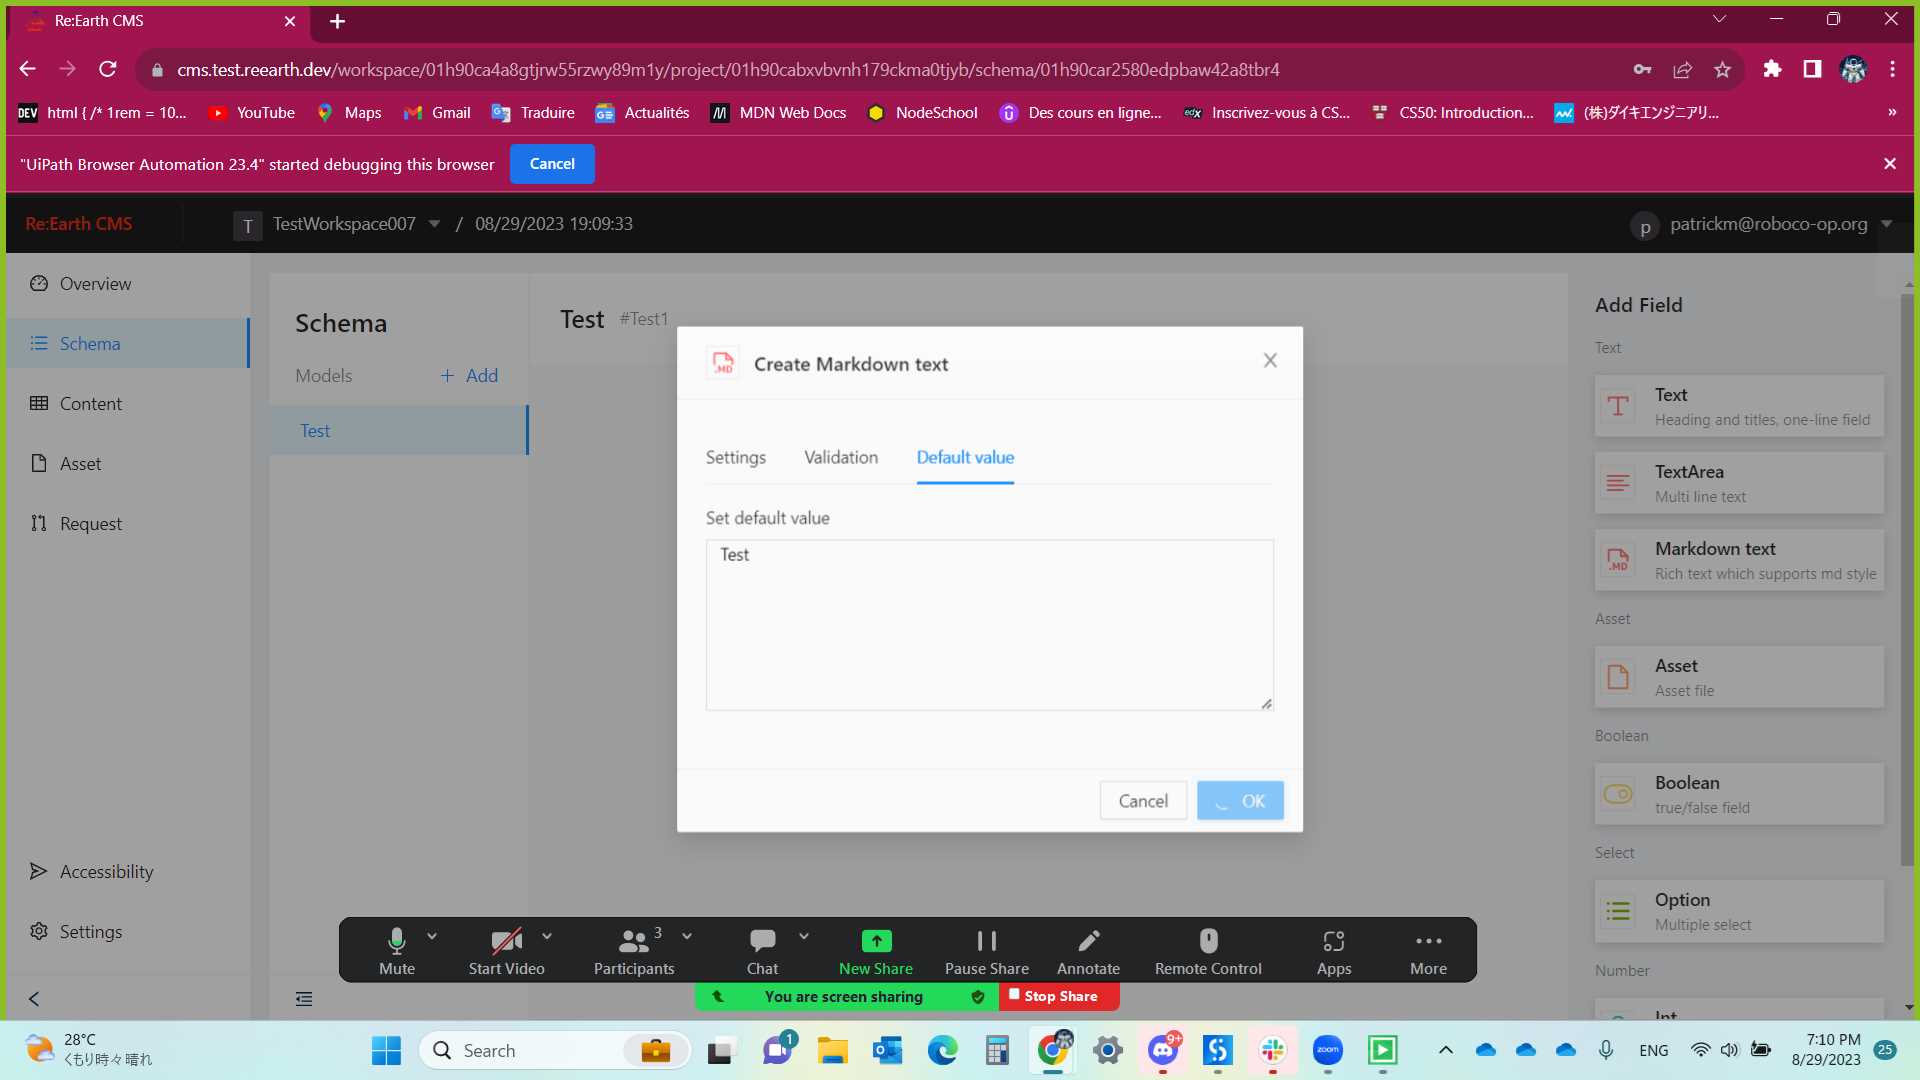 Re:Earth CMS
cms.test.reearth.dev/workspace/01h90ca4a8gtjrw55rzwy89m1y/project/01h90cabxvbvnh179ckma0tjyb/schema/01h90car2580edpbaw42a8tbr4
DEV html { /* 1rem = 10... YouTube Maps Gmail Traduire Actualités MDN Web Docs NodeSchool Des cours en ligne... edX Inscrivez-vous à CS... CS50: Introduction... (株)ダイキエンジニアリ... »
"UiPath Browser Automation 23.4" started debugging this browser Cancel
Re:Earth CMS T TestWorkspace007 / 08/29/2023 19:09:33 p patrickm@roboco-op.org
Overview
Schema
Content
Asset
Request
Accessibility
Settings
Schema
Models + Add
Test
Test #Test1
.MD Create Markdown text
Settings Validation Default value
Set default value
Test
Cancel OK
Add Field
Text
Text
Heading and titles, one-line field
TextArea
Multi line text
.MD Markdown text
Rich text which supports md style
Asset
Asset
Asset file
Boolean
Boolean
true/false field
Select
Option
Multiple select
Number
Int
Mute Start Video Participants 3 Chat New Share Pause Share Annotate Remote Control Apps More
You are screen sharing Stop Share
28°C
くもり時々晴れ
Search
1
9+
zoom
ENG
7:10 PM
8/29/2023
25